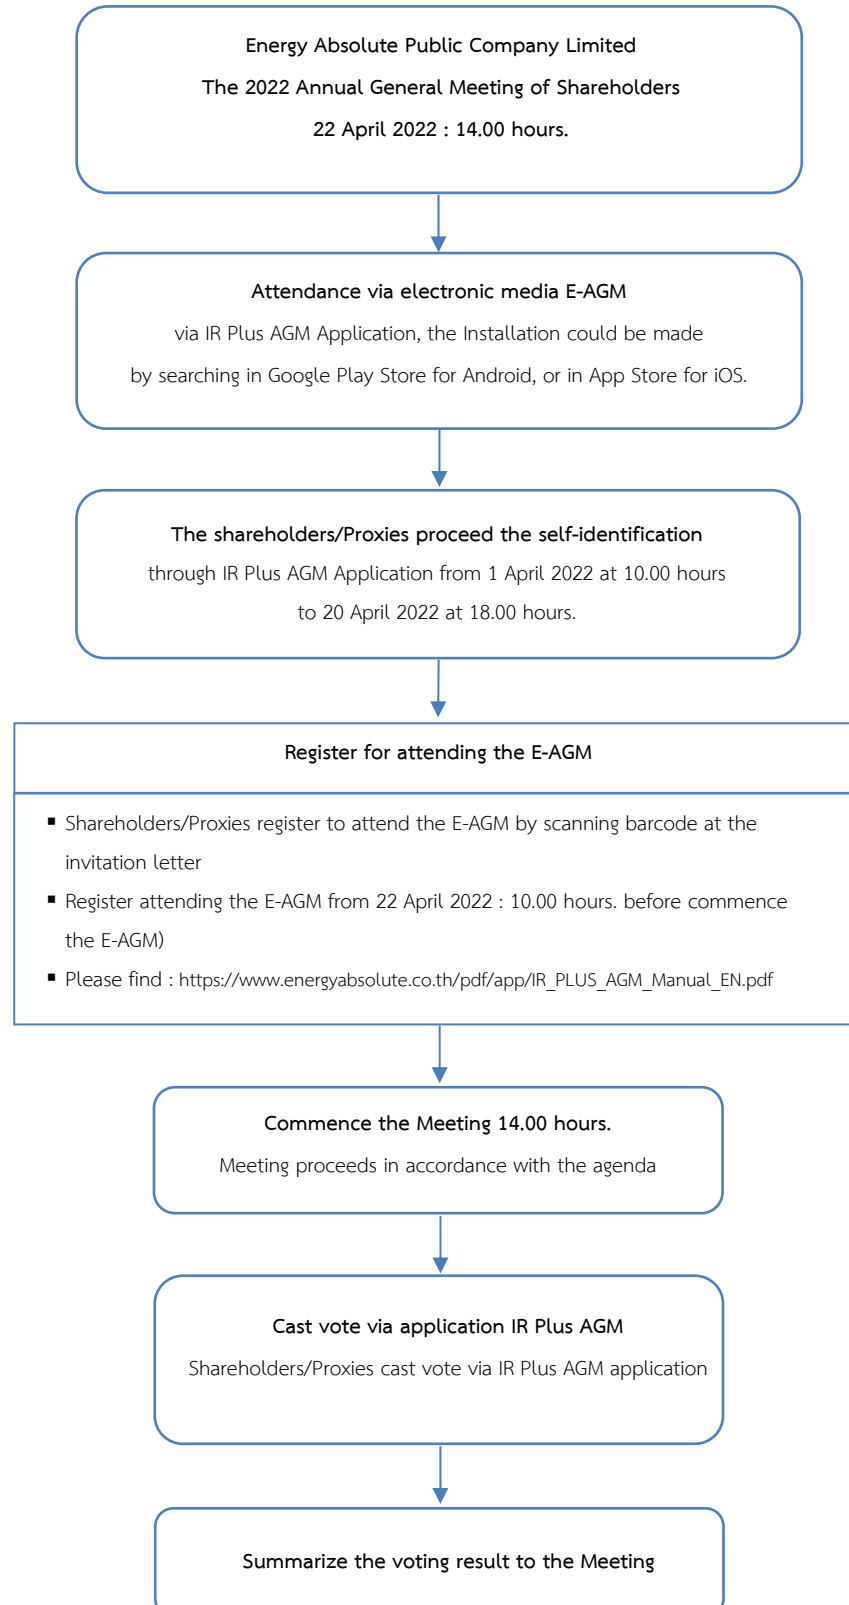 Energy Absolute Public Company Limited
The 2022 Annual General Meeting of Shareholders
22 April 2022 : 14.00 hours.
Attendance via electronic media E-AGM
via IR Plus AGM Application, the Installation could be made
by searching in Google Play Store for Android, or in App Store for iOS.
The shareholders/Proxies proceed the self-identification
through IR Plus AGM Application from 1 April 2022 at 10.00 hours
to 20 April 2022 at 18.00 hours.
Register for attending the E-AGM
▪ Shareholders/Proxies register to attend the E-AGM by scanning barcode at the
invitation letter
▪ Register attending the E-AGM from 22 April 2022 : 10.00 hours. before commence
the E-AGM)
▪ Please find : https://www.energyabsolute.co.th/pdf/app/IR_PLUS_AGM_Manual_EN.pdf
Commence the Meeting 14.00 hours.
Meeting proceeds in accordance with the agenda
Cast vote via application IR Plus AGM
Shareholders/Proxies cast vote via IR Plus AGM application
Summarize the voting result to the Meeting